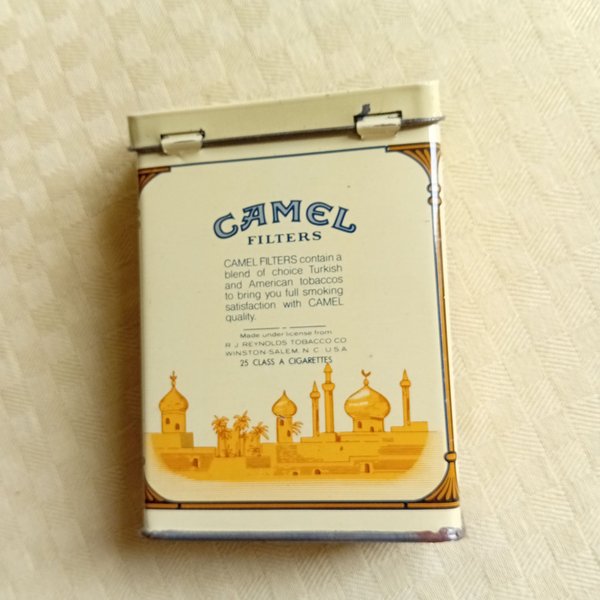 CAMEL
FILTERS
CAMEL FILTERS contain a
blend of choice Turkish
and American tobaccos
to bring you full smoking
satisfaction with CAMEL
quality.
Made under license from
R J REYNOLDS TOBACCO CO
WINSTON-SALEM N C U S A
25 CLASS A CIGARETTES